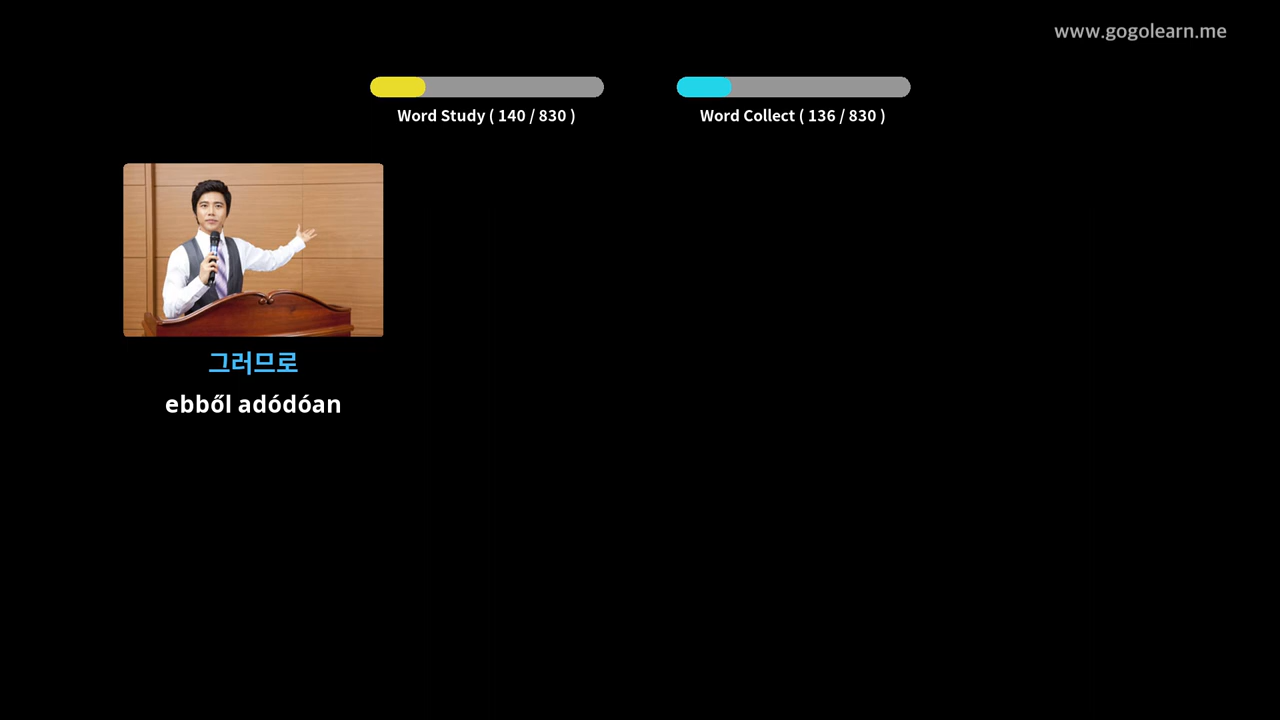 www.gogolearn.me
Word Study ( 140 / 830 )
Word Collect ( 136 / 830 )
그러므로
ebből adódóan